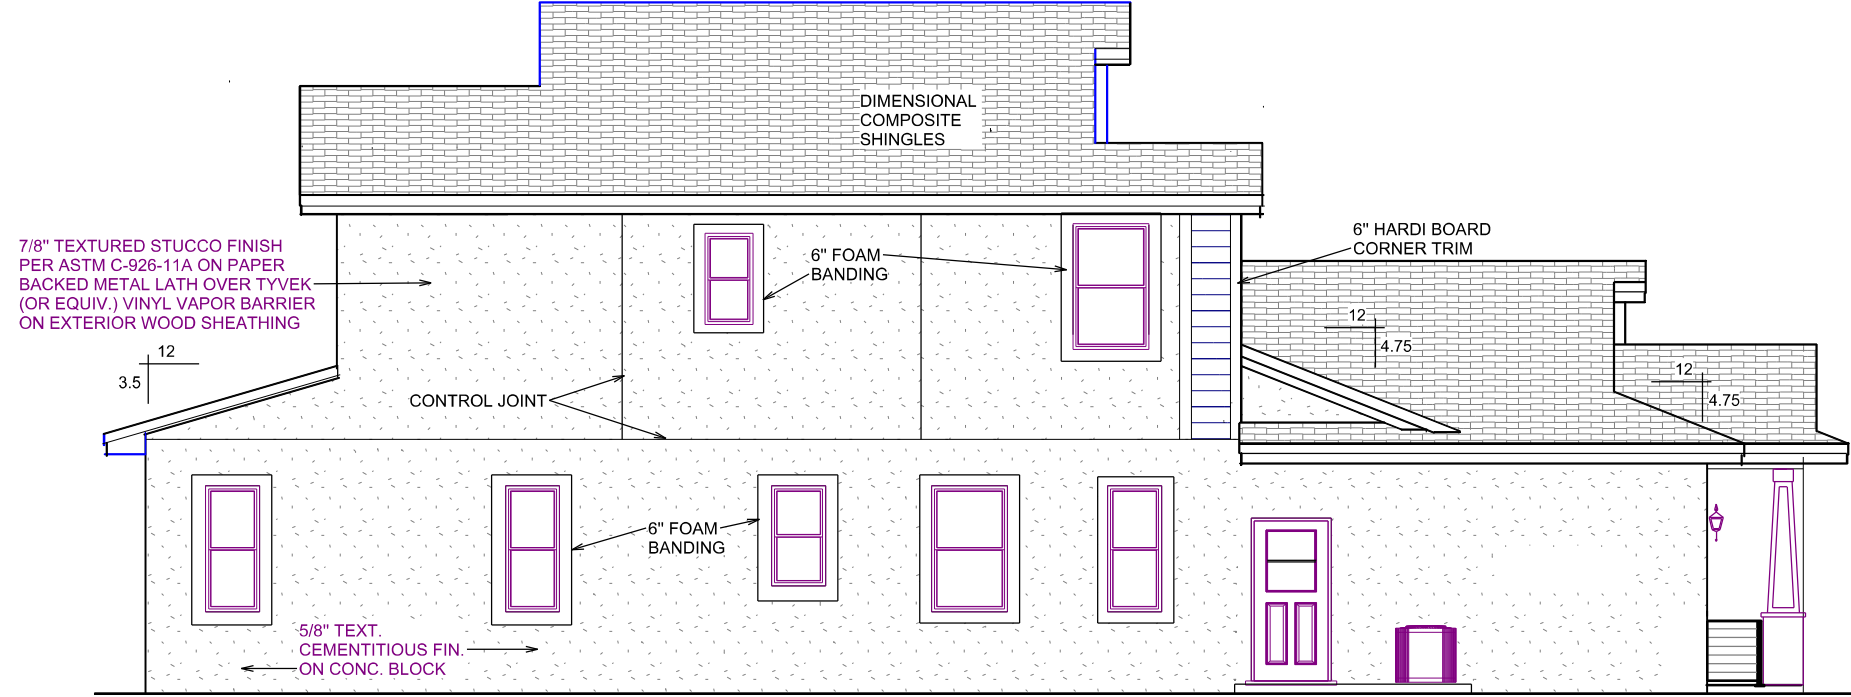 DIMENSIONAL
COMPOSITE
SHINGLES
7/8" TEXTURED STUCCO FINISH
PER ASTM C-926-11A ON PAPER
BACKED METAL LATH OVER TYVEK
(OR EQUIV.) VINYL VAPOR BARRIER
ON EXTERIOR WOOD SHEATHING
6" FOAM
BANDING
6" HARDI BOARD
CORNER TRIM
12
4.75
12
3.5
12
4.75
CONTROL JOINT
6" FOAM
BANDING
5/8" TEXT.
CEMENTITIOUS FIN.
ON CONC. BLOCK